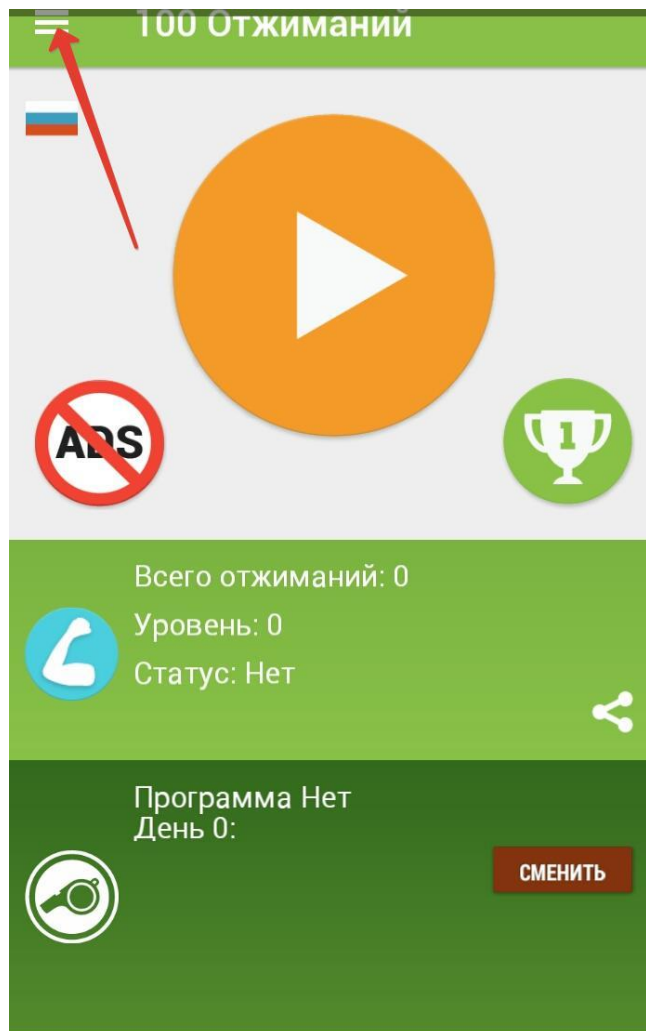 100 Отжиманий
ADS
1
Всего отжиманий: 0
Уровень: 0
Статус: Нет
Программа Нет
День 0:
СМЕНИТЬ